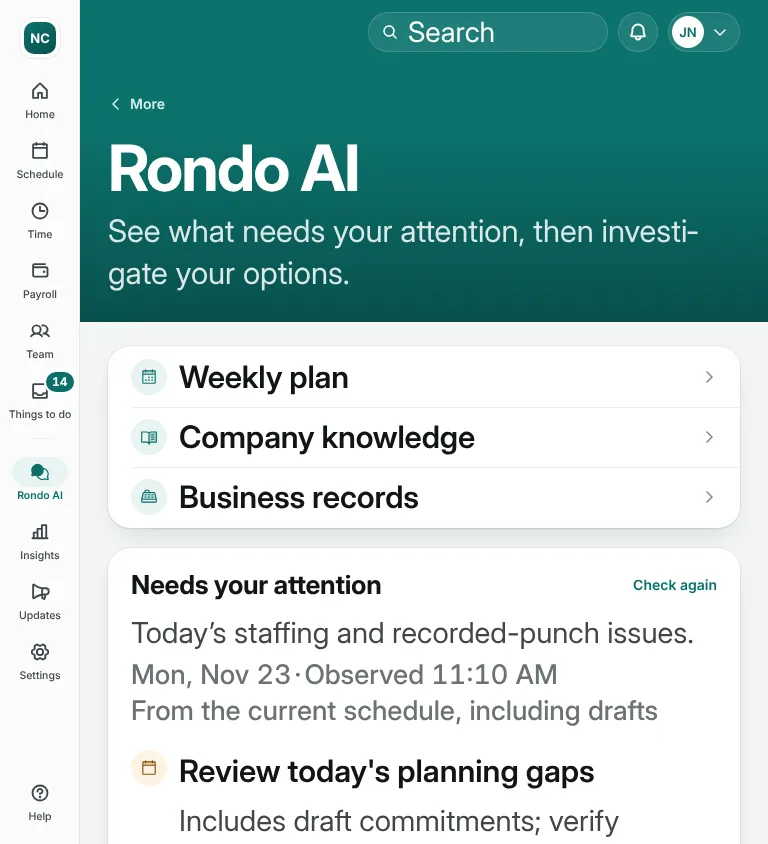 NC
Search
JN
Home
Schedule
Time
Payroll
Team
14
Things to do
Rondo AI
Insights
Updates
Settings
Help
More
Rondo AI
See what needs your attention, then investi-
gate your options.
Weekly plan
Company knowledge
Business records
Needs your attention
Check again
Today’s staffing and recorded-punch issues.
Mon, Nov 23 · Observed 11:10 AM
From the current schedule, including drafts
Review today's planning gaps
Includes draft commitments; verify